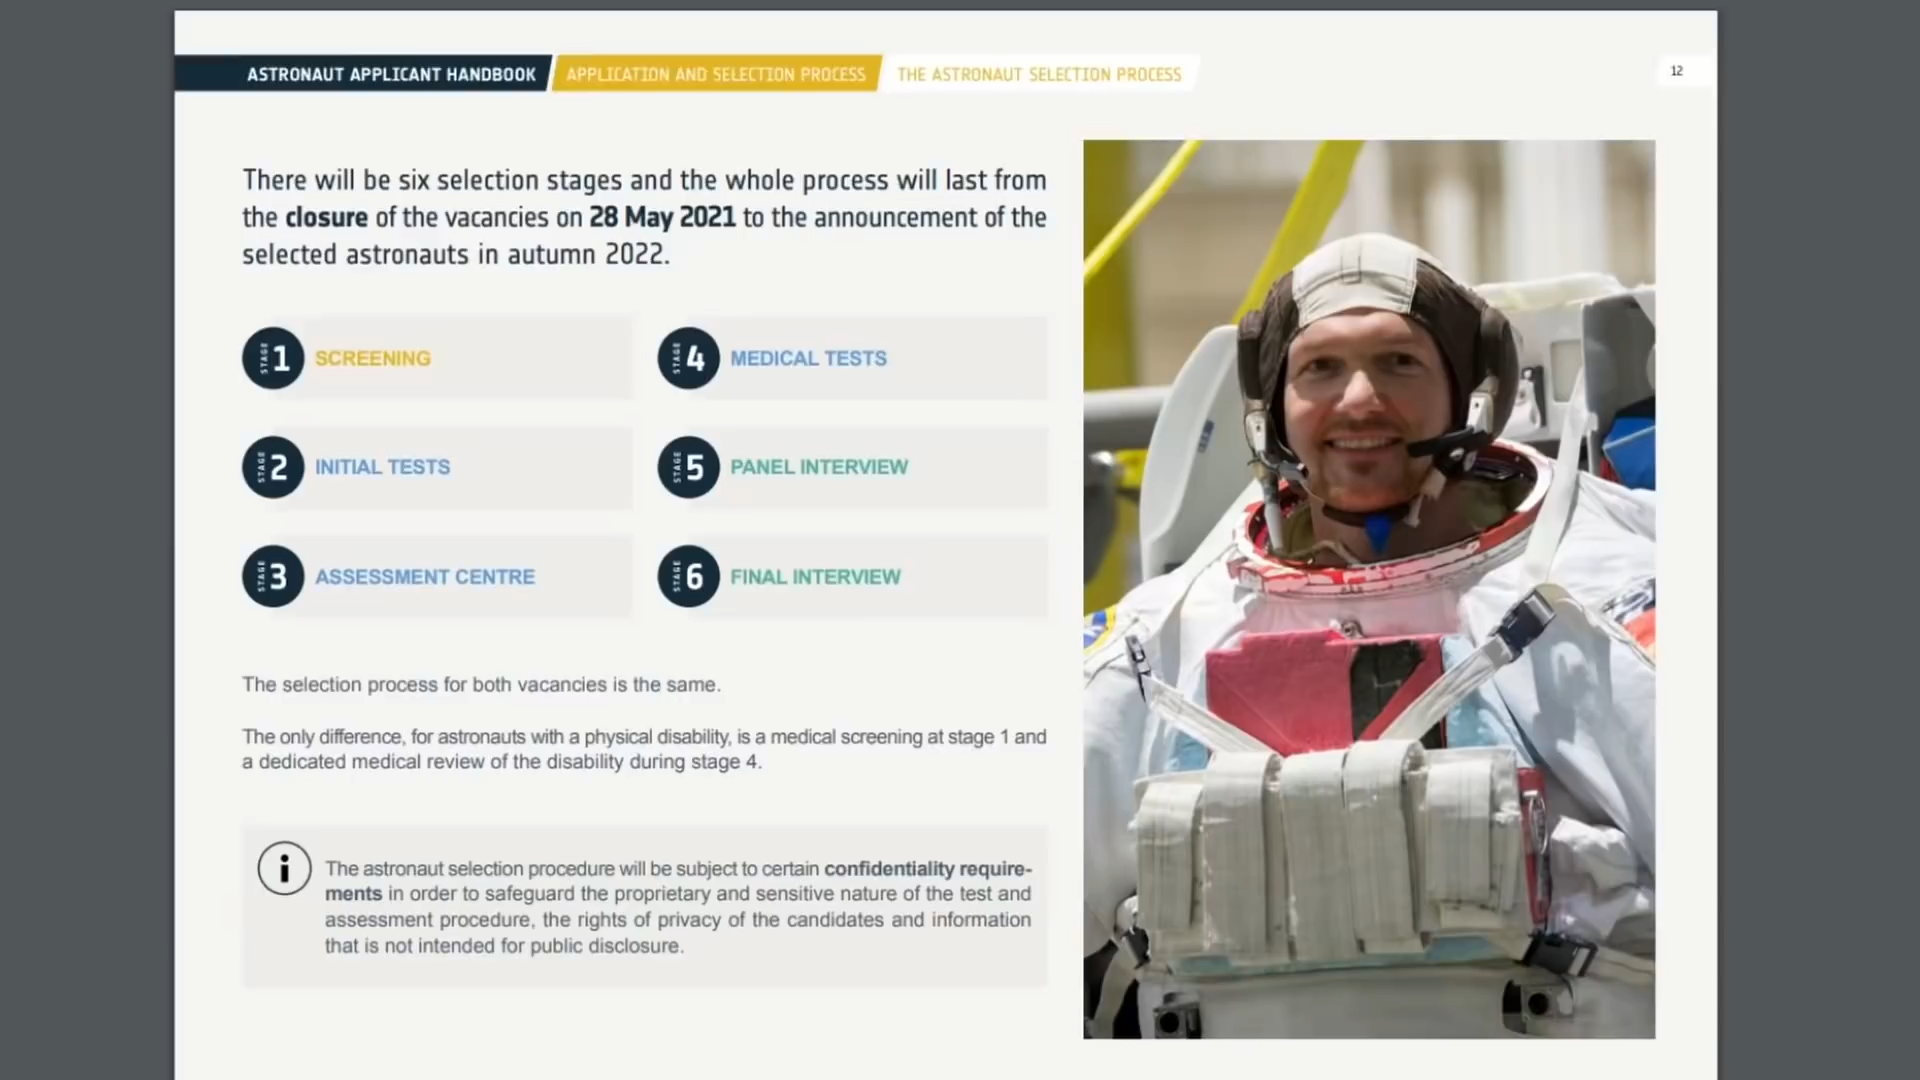 ASTRONAUT APPLICANT HANDBOOK APPLICATION AND SELECTION PROCESS THE ASTRONAUT SELECTION PROCESS 12
There will be six selection stages and the whole process will last from
the closure of the vacancies on 28 May 2021 to the announcement of the
selected astronauts in autumn 2022.
STAGE 1 SCREENING
STAGE 2 INITIAL TESTS
STAGE 3 ASSESSMENT CENTRE
STAGE 4 MEDICAL TESTS
STAGE 5 PANEL INTERVIEW
STAGE 6 FINAL INTERVIEW
The selection process for both vacancies is the same.
The only difference, for astronauts with a physical disability, is a medical screening at stage 1 and
a dedicated medical review of the disability during stage 4.
i
The astronaut selection procedure will be subject to certain confidentiality require-
ments in order to safeguard the proprietary and sensitive nature of the test and
assessment procedure, the rights of privacy of the candidates and information
that is not intended for public disclosure.